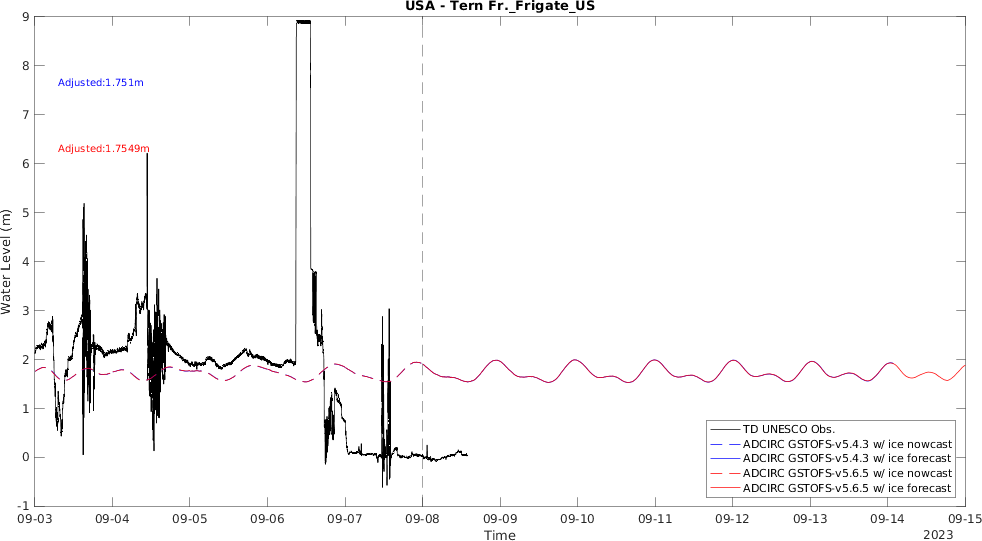 USA - Tern Fr._Frigate_US
Adjusted:1.751m
Adjusted:1.7549m
Water Level (m)
9
8
7
6
5
4
3
2
1
0
-1
09-03 09-04 09-05 09-06 09-07 09-08 09-09 09-10 09-11 09-12 09-13 09-14 09-15
Time
2023
TD UNESCO Obs.
ADCIRC GSTOFS-v5.4.3 w/ ice nowcast
ADCIRC GSTOFS-v5.4.3 w/ ice forecast
ADCIRC GSTOFS-v5.6.5 w/ ice nowcast
ADCIRC GSTOFS-v5.6.5 w/ ice forecast